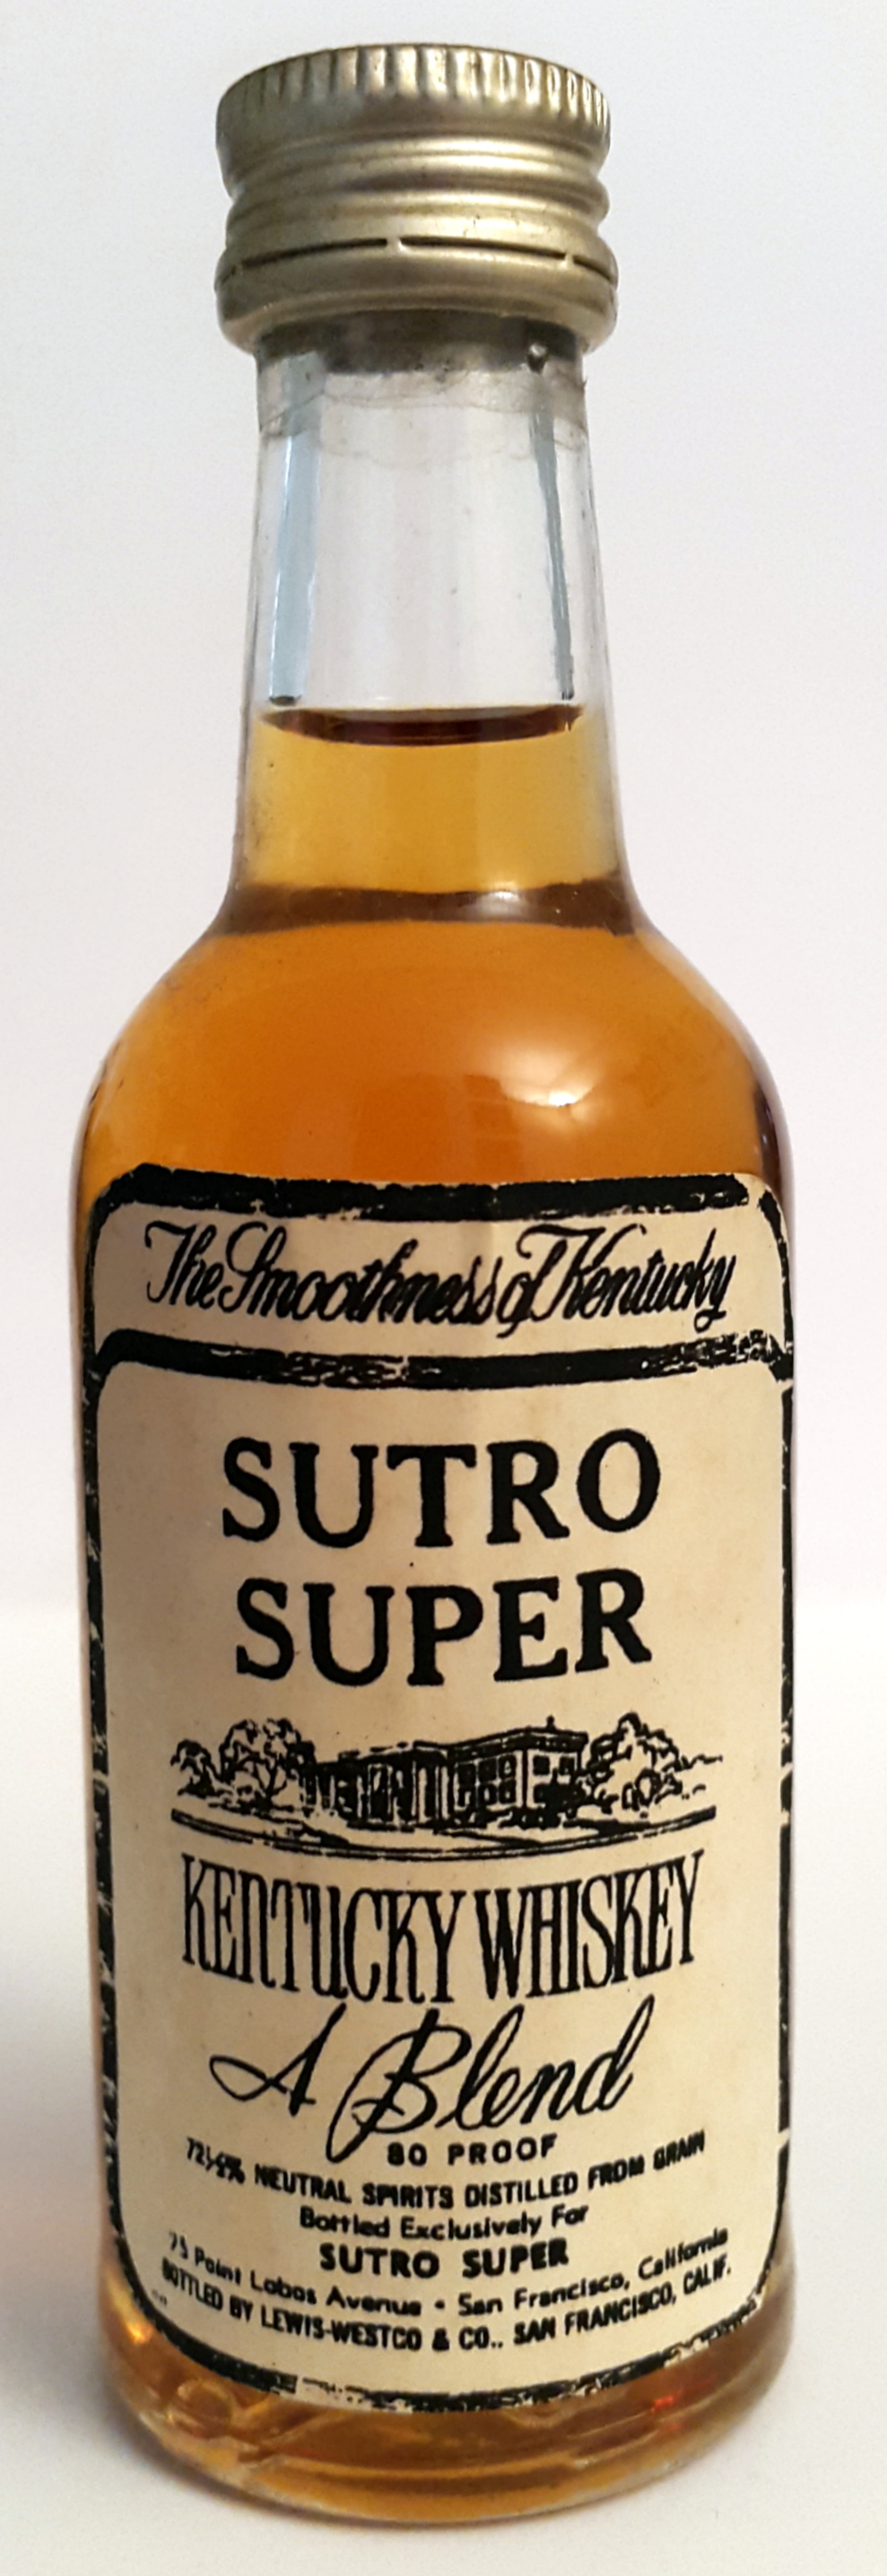 The Smoothness of Kentucky
SUTRO
SUPER
KENTUCKY WHISKEY
A Blend
80 PROOF
72½% NEUTRAL SPIRITS DISTILLED FROM GRAIN
Bottled Exclusively For
SUTRO SUPER
75 Point Lobos Avenue • San Francisco, California
BOTTLED BY LEWIS-WESTCO & CO.. SAN FRANCISCO, CALIF.